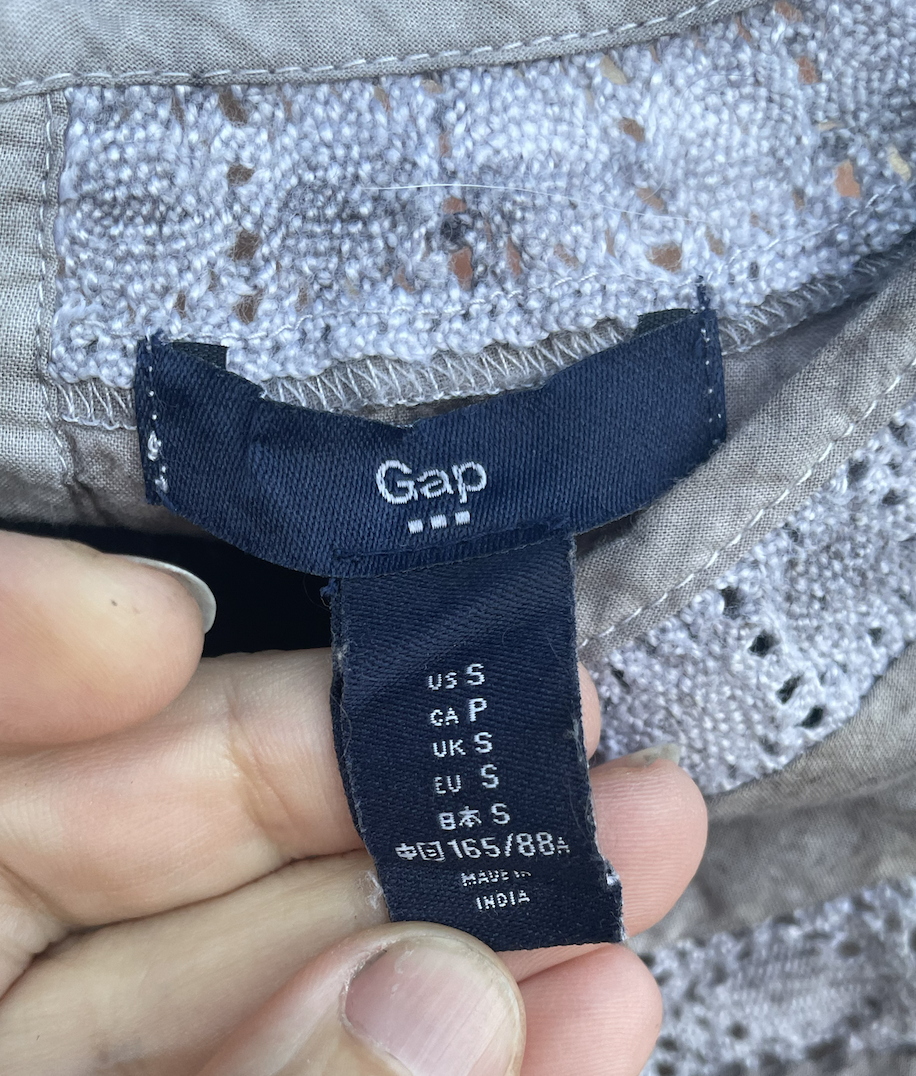 Gap
US S
CA P
UK S
EU S
日本 S
中国 165/88A
MADE IN
INDIA